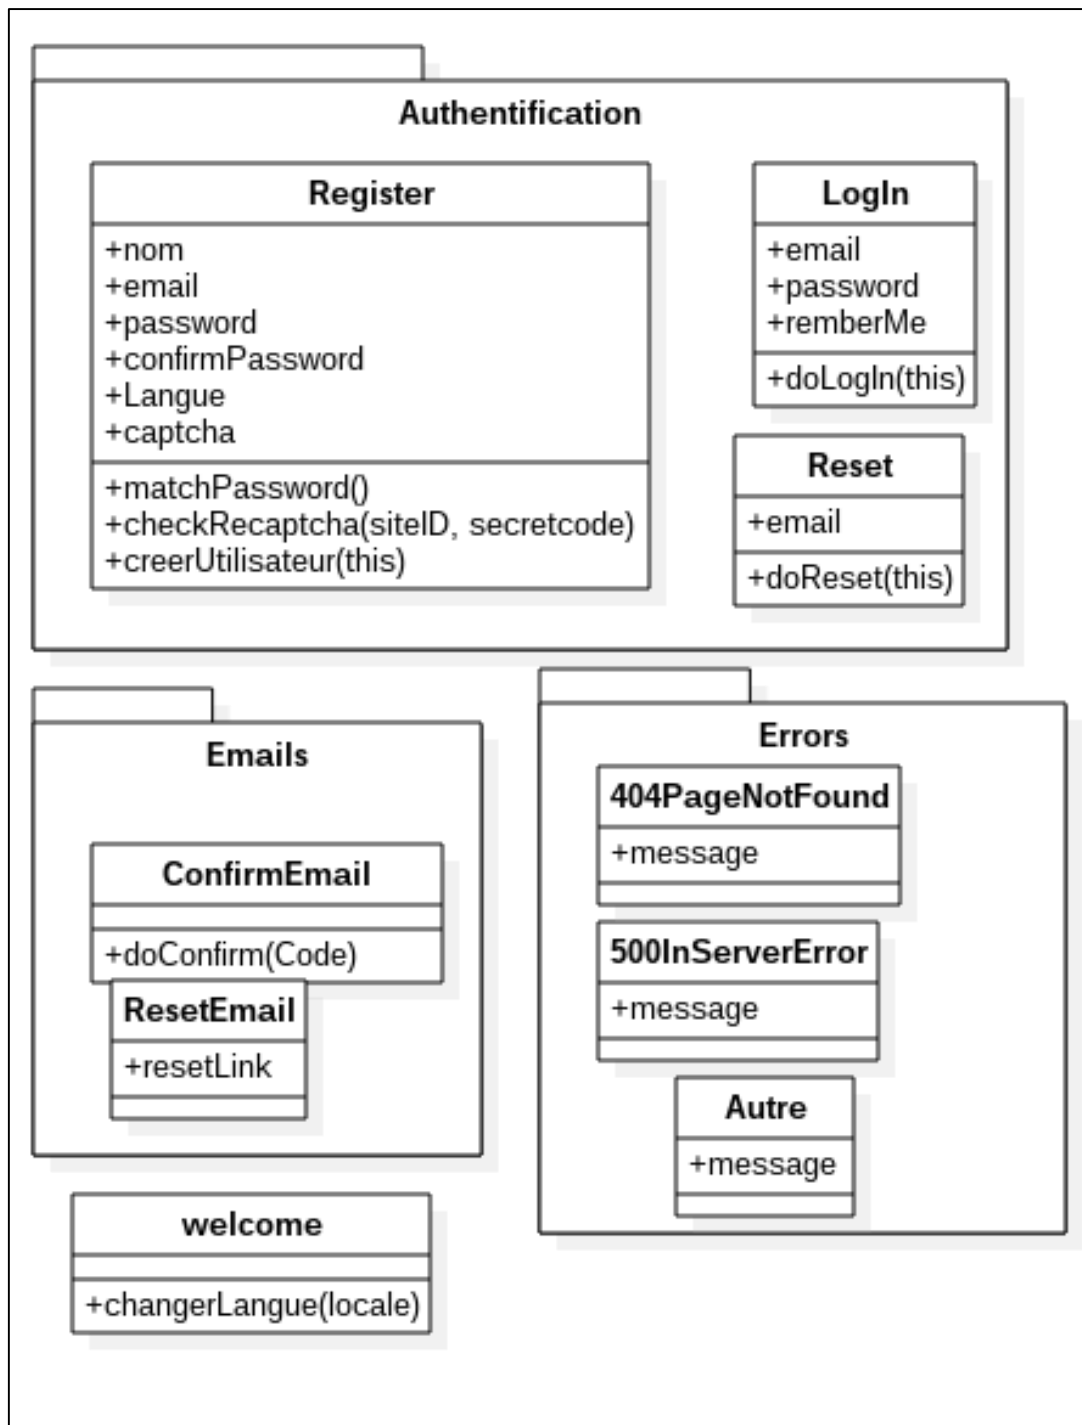 Authentification
Register
+nom
+email
+password
+confirmPassword
+Langue
+captcha
+matchPassword()
+checkRecaptcha(siteID, secretcode)
+creerUtilisateur(this)
LogIn
+email
+password
+remberMe
+doLogIn(this)
Reset
+email
+doReset(this)
Emails
ConfirmEmail
+doConfirm(Code)
ResetEmail
+resetLink
Errors
404PageNotFound
+message
500InServerError
+message
Autre
+message
welcome
+changerLangue(locale)